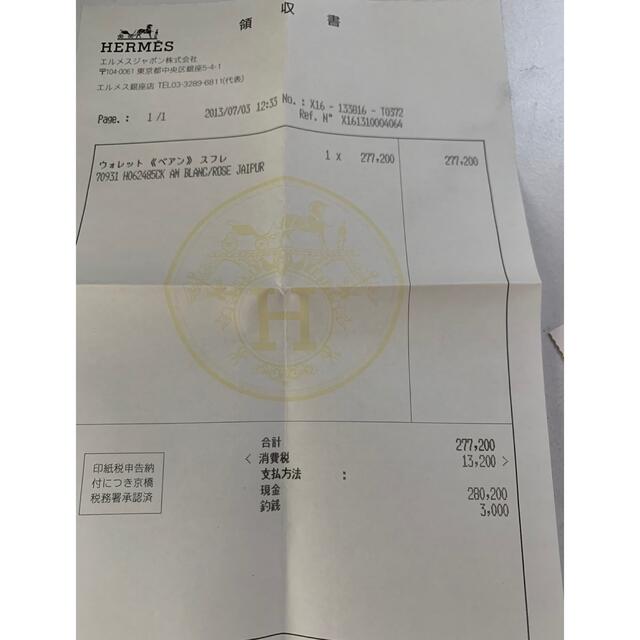 領収書
HERMÈS
エルメスジャポン株式会社
〒104-0061 東京都中央区銀座5-4-1
エルメス銀座店 TEL03-3289-6811(代表)
Page. : 1 /1 2013/07/03 12:33 No. : X16 - 133816 - T0372
Ref. N° X161310004064
ウォレット 《ベアン》 スフレ 1 x 277,200 277,200
70931 H062485CK AM BLANC/ROSE JAIPUR
H
合計 277,200
< 消費税 13,200 >
支払方法 :
現金 280,200
釣銭 3,000
印紙税申告納
付につき京橋
税務署承認済